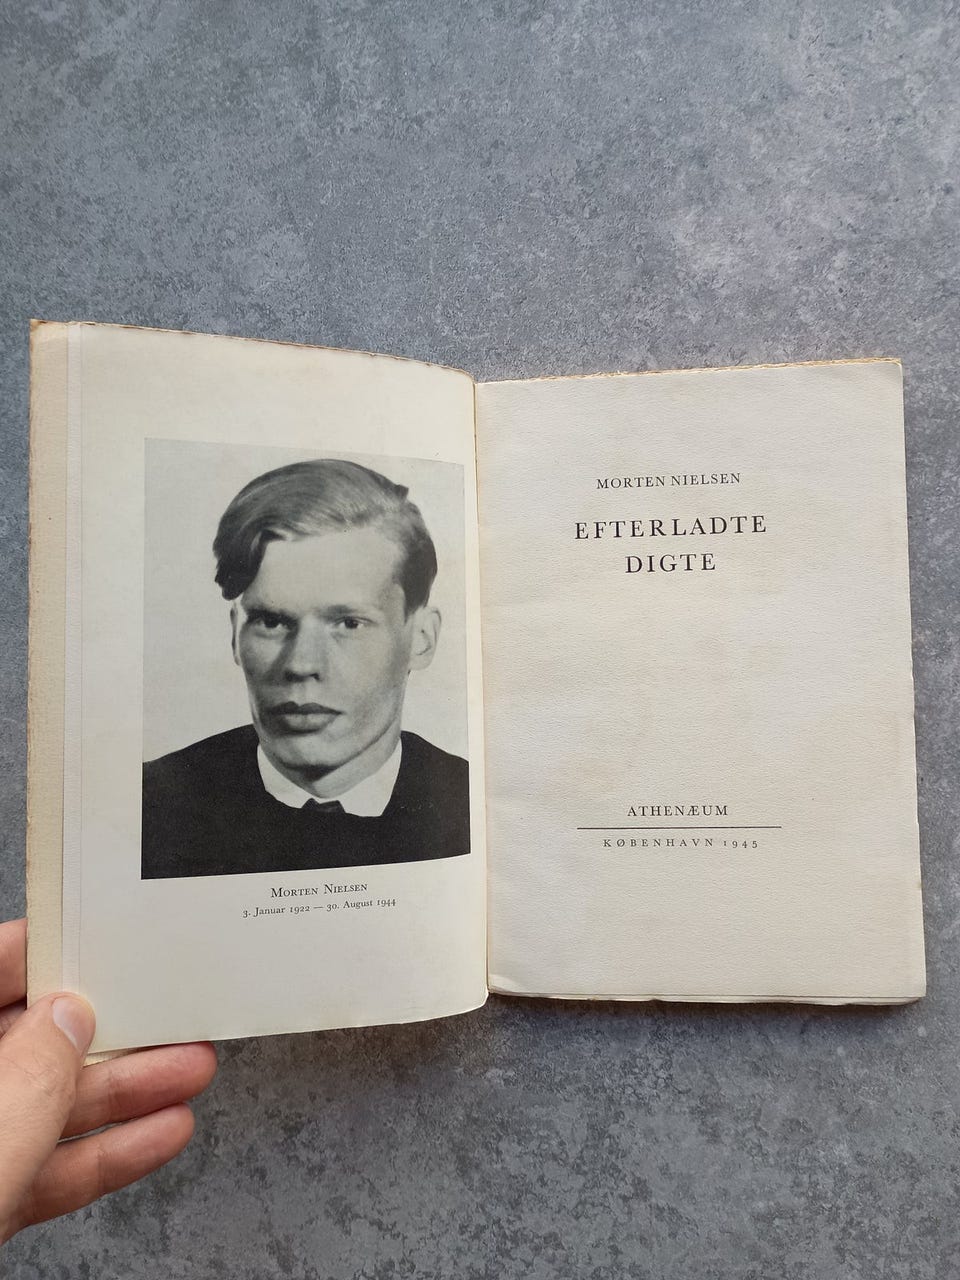 MORTEN NIELSEN
3. Januar 1922 — 30. August 1944
MORTEN NIELSEN
EFTERLADTE
DIGTE
ATHENÆUM
KØBENHAVN 1945